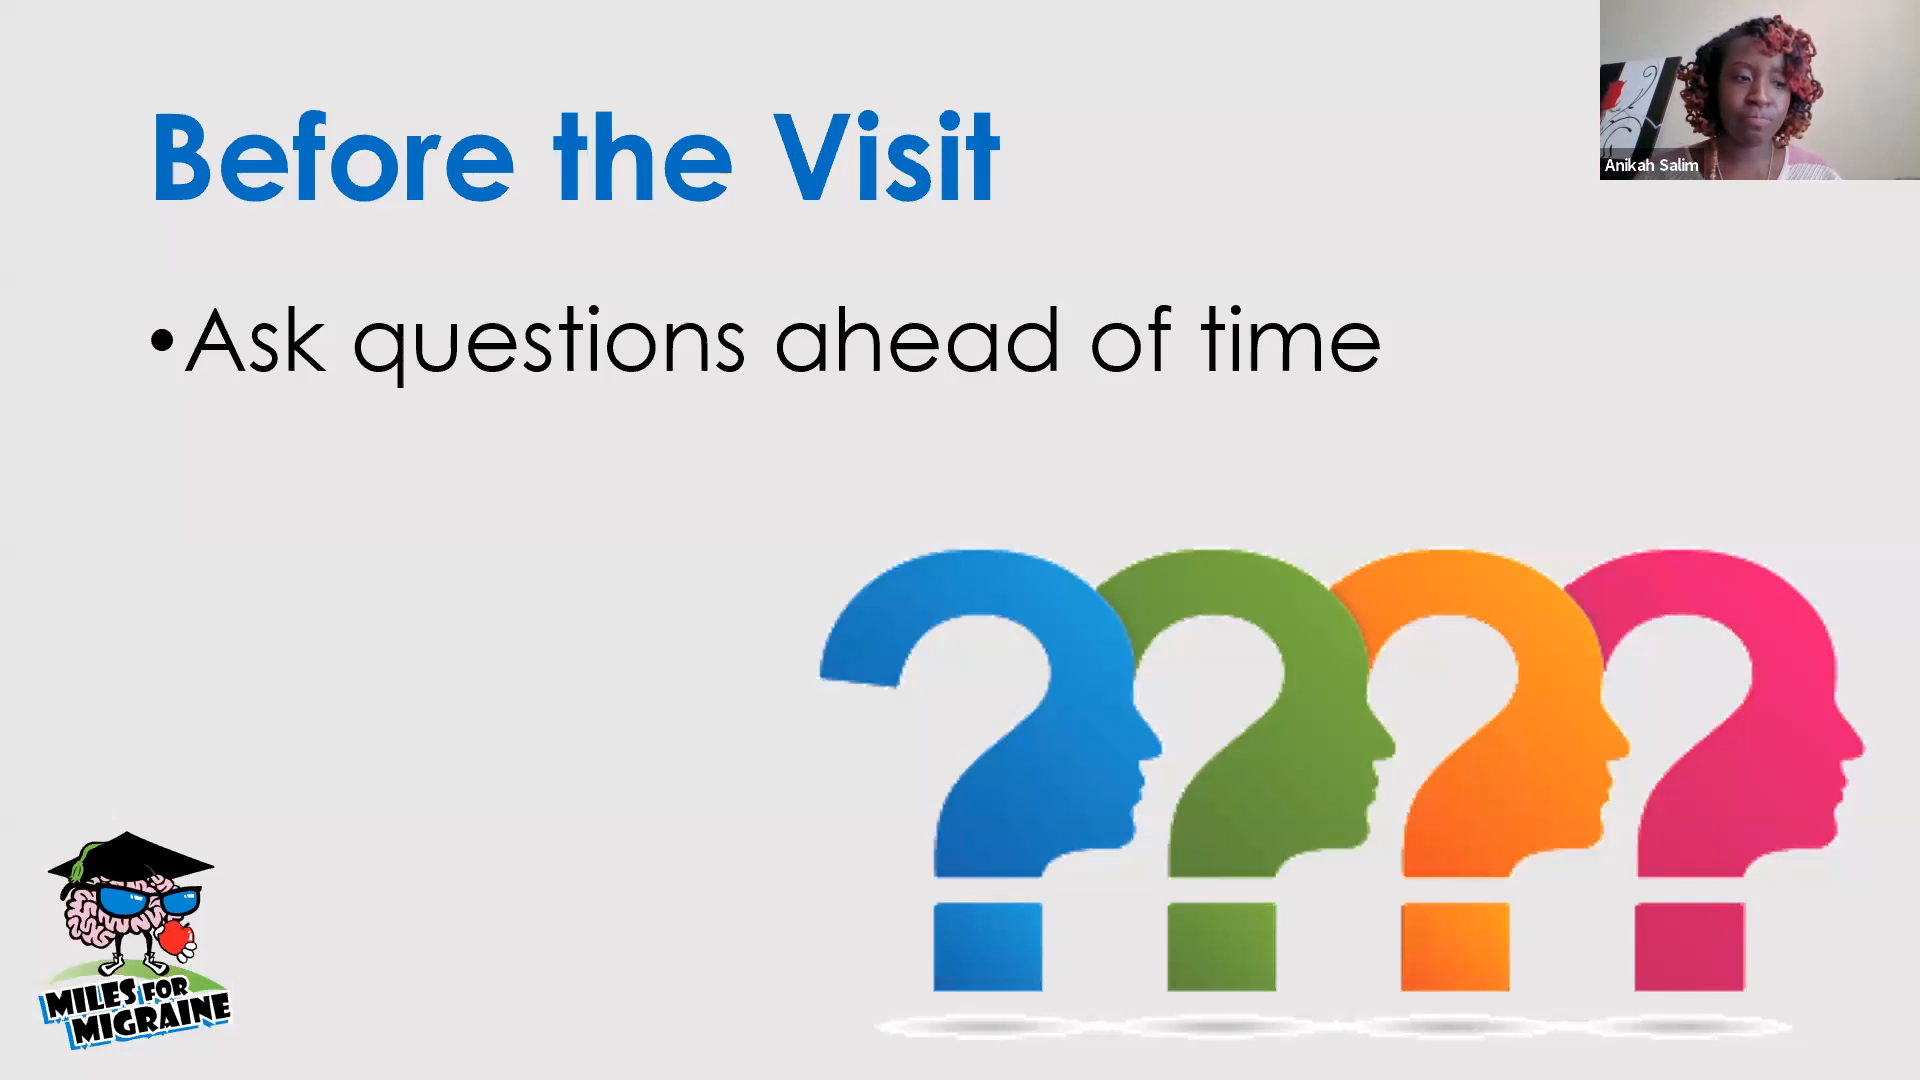 Before the Visit
•Ask questions ahead of time
Anikah Salim
MILES FOR
MIGRAINE